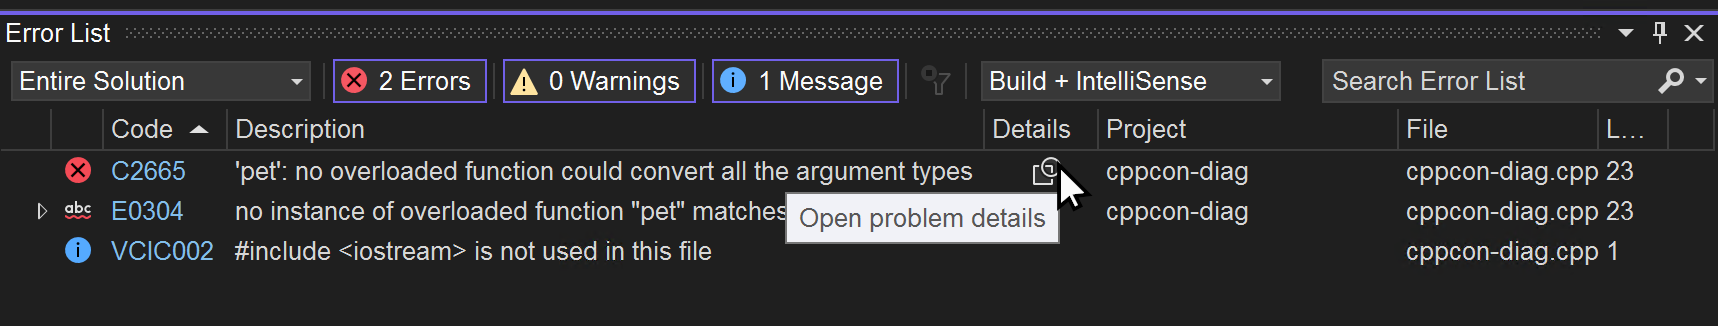 Error List
Entire Solution 2 Errors 0 Warnings 1 Message Build + IntelliSense Search Error List
Code Description Details Project File L...
C2665 'pet': no overloaded function could convert all the argument types cppcon-diag cppcon-diag.cpp 23
abc E0304 no instance of overloaded function "pet" matches cppcon-diag cppcon-diag.cpp 23
Open problem details
VCIC002 #include <iostream> is not used in this file cppcon-diag.cpp 1